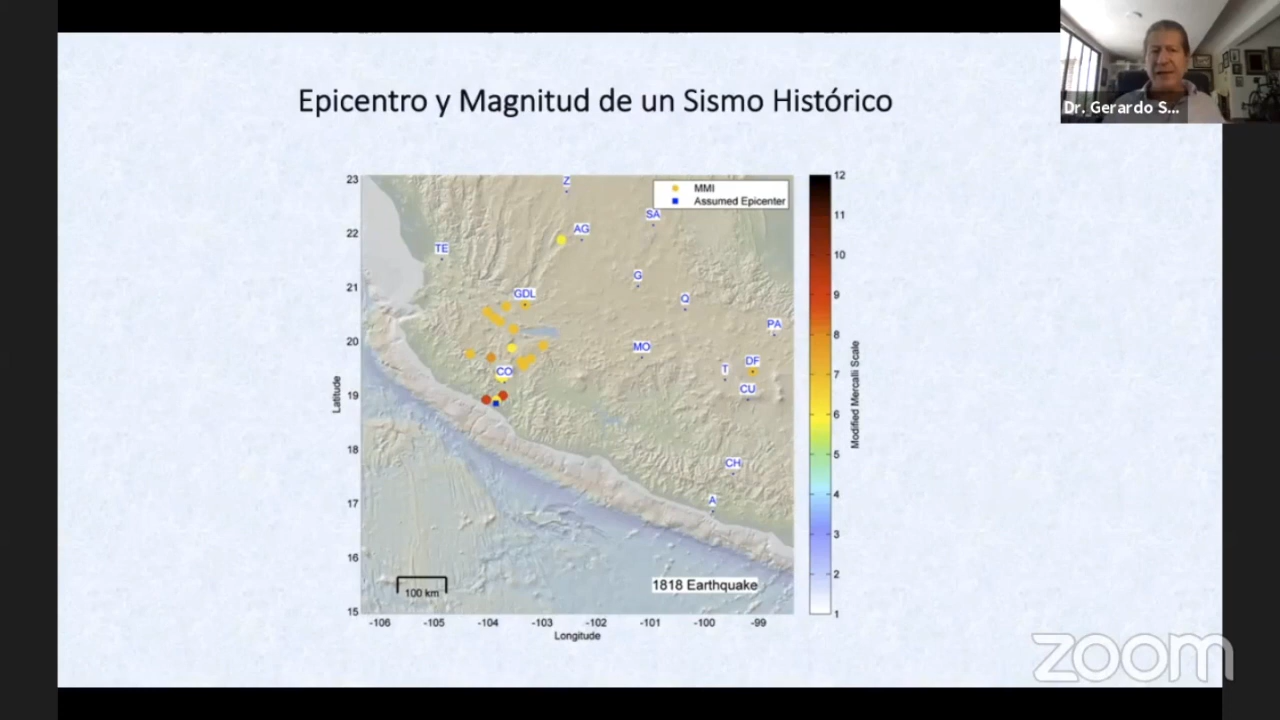 Epicentro y Magnitud de un Sismo Histórico
Dr. Gerardo S...
MMI
Assumed Epicenter
Z
SA
AG
TE
G
GDL
Q
PA
MO
DF
T
CO
CU
CH
A
1818 Earthquake
100 km
23
22
21
20
19
18
17
16
15
Latitude
-106 -105 -104 -103 -102 -101 -100 -99
Longitude
12
11
10
9
8
7
6
5
4
3
2
1
Modified Mercalli Scale
zoom